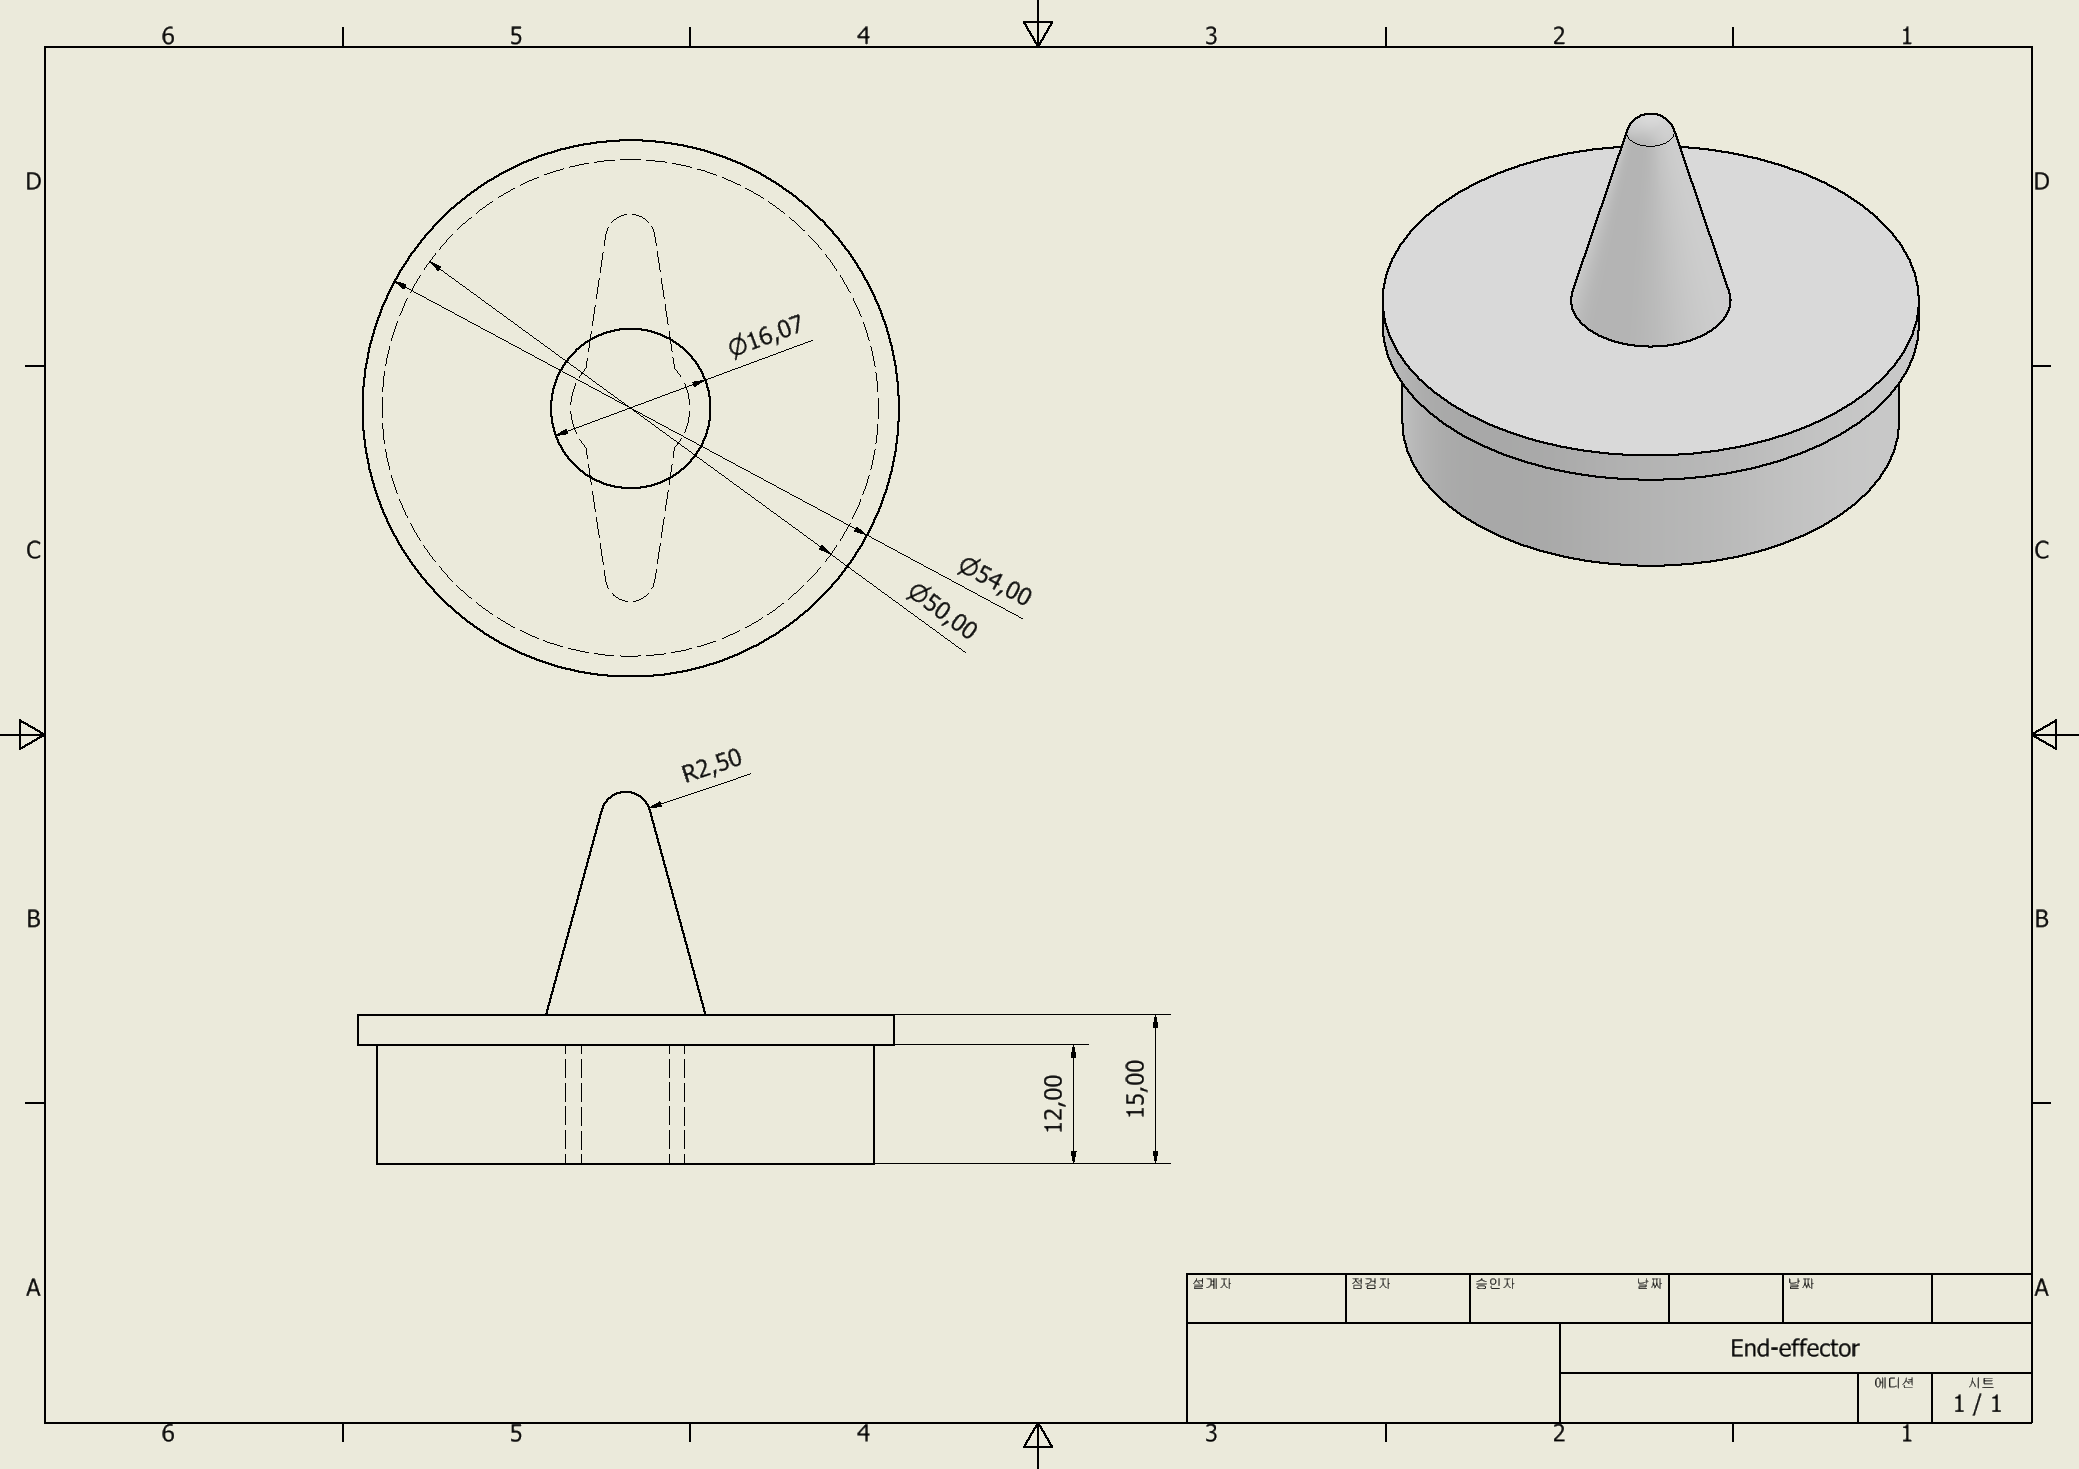 6 5 4 3 2 1
D D
Ø16,07
C C
Ø54,00
Ø50,00
R2,50
B B
12,00
15,00
A A
설계자 점검자 승인자 날짜 날짜
End-effector
에디션 시트
1 / 1
6 5 4 3 2 1